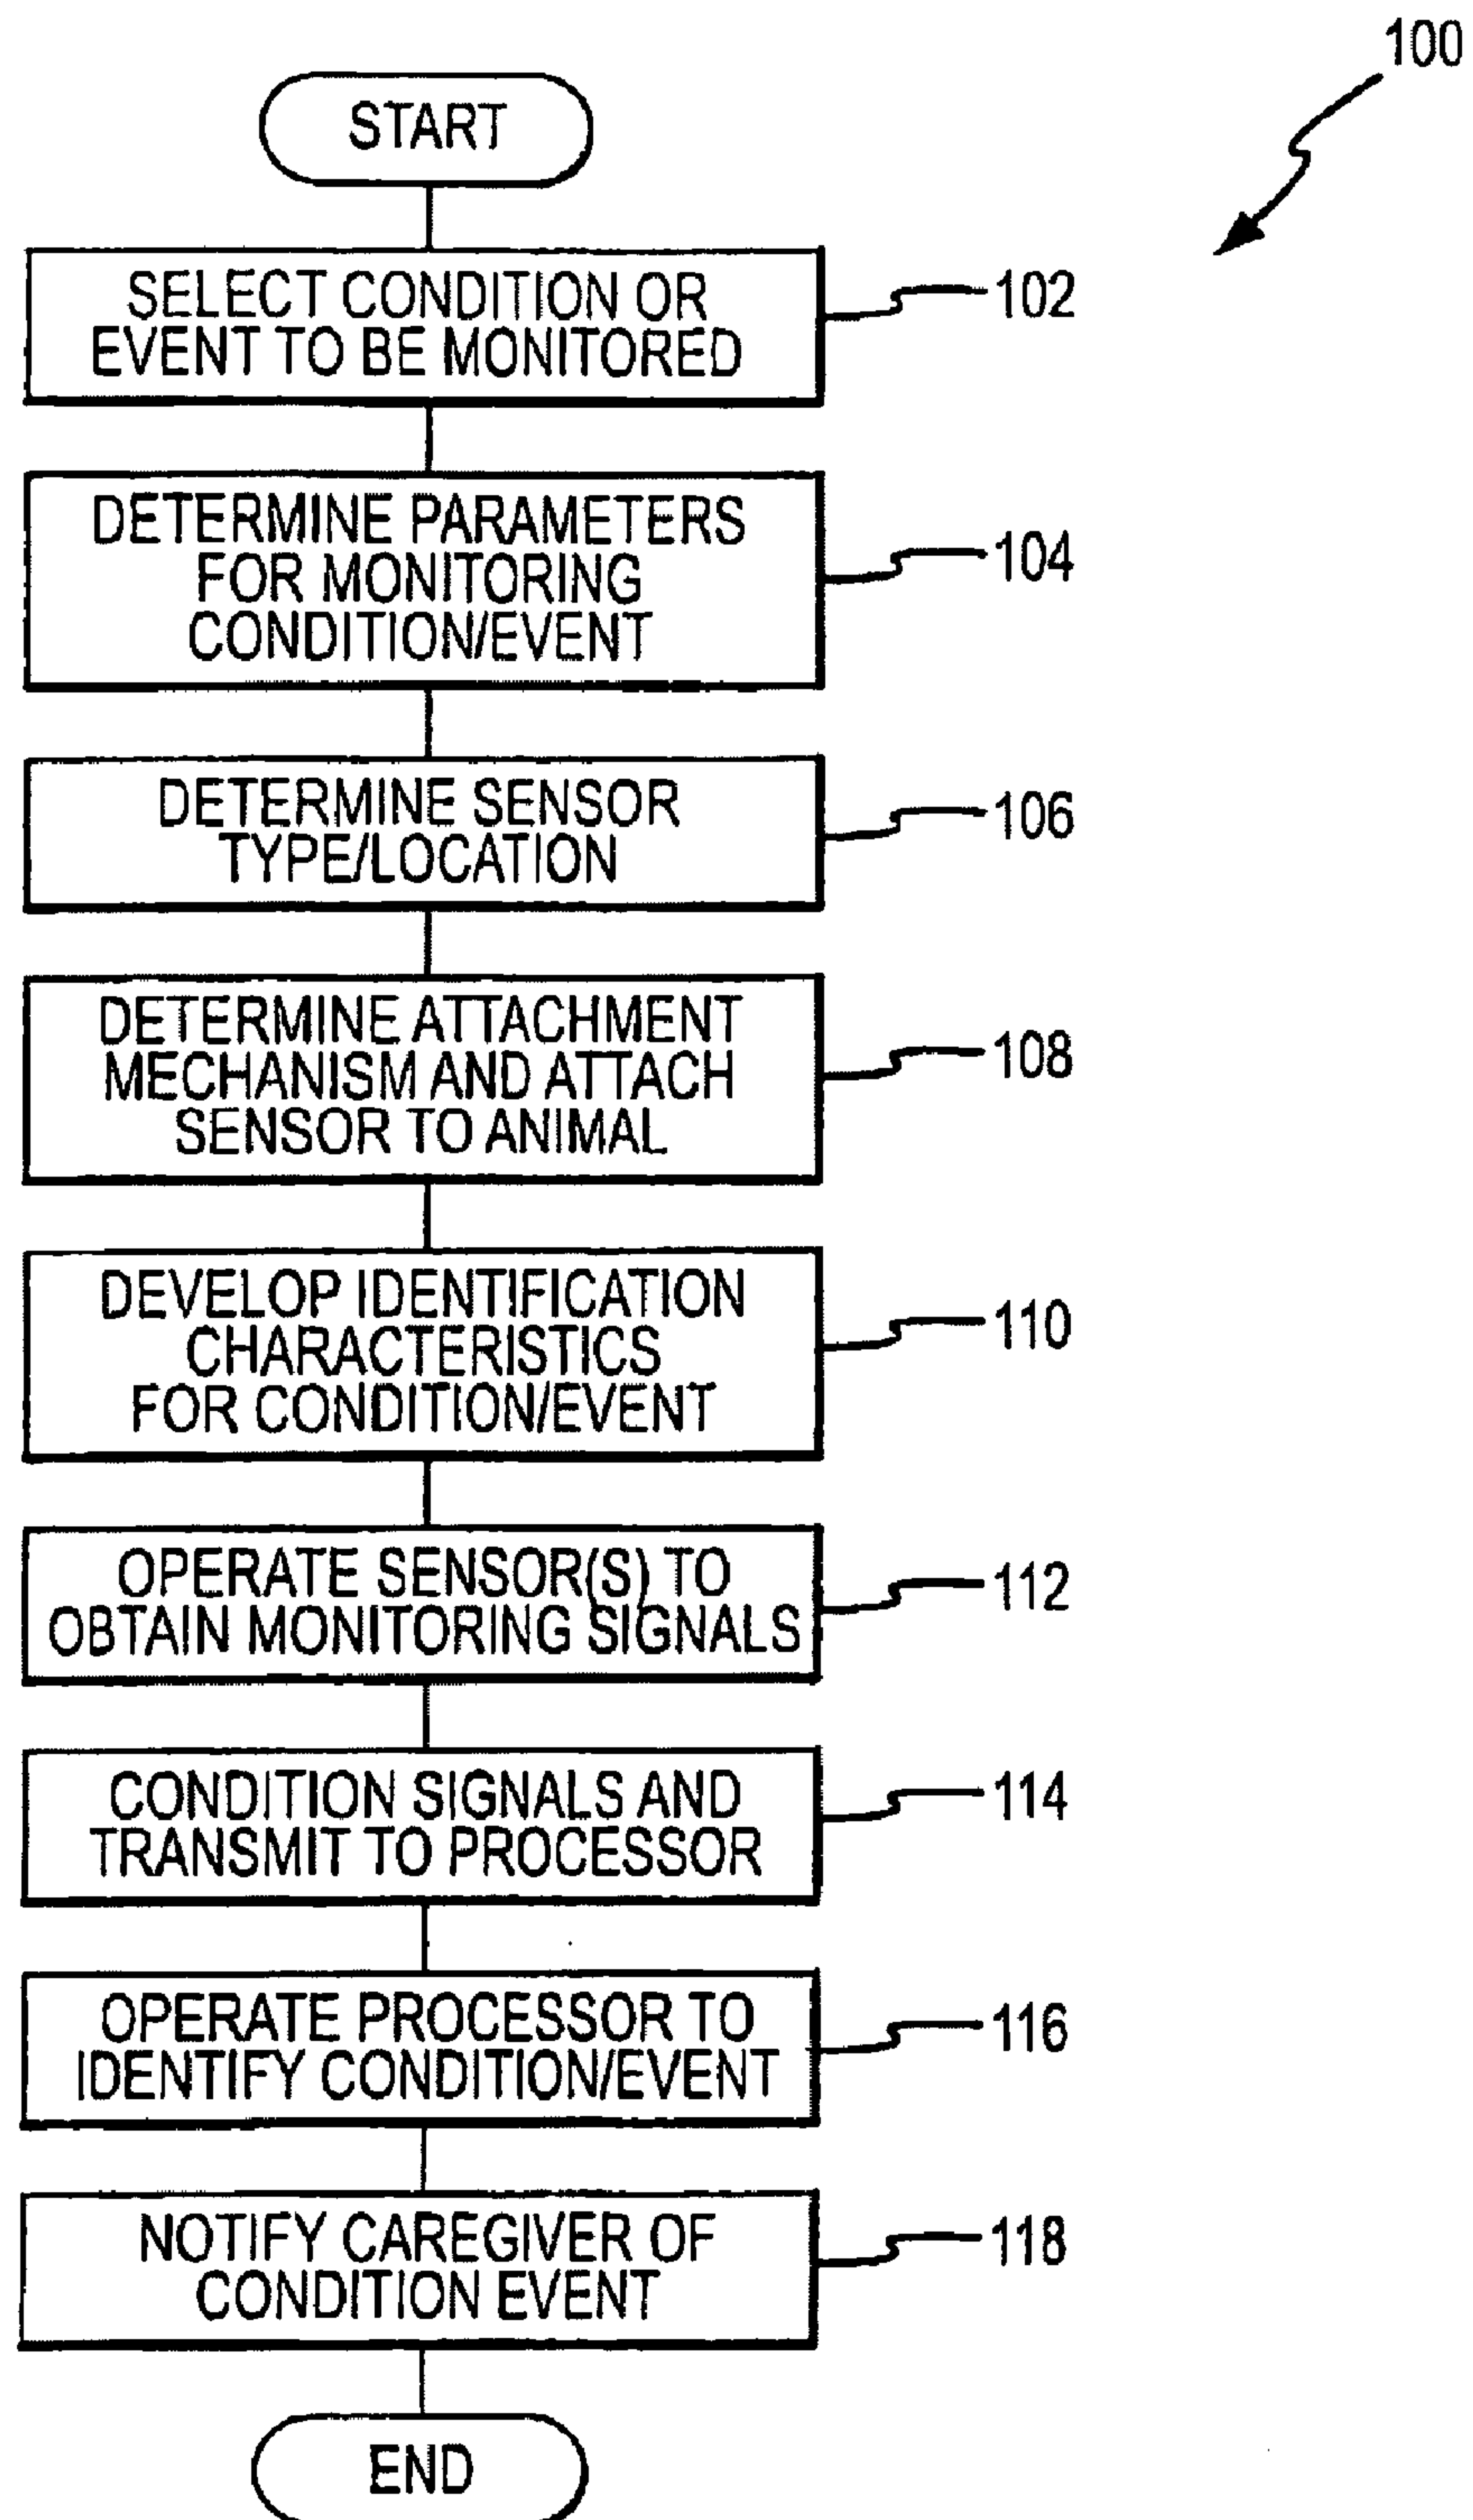 100
START
SELECT CONDITION OR
EVENT TO BE MONITORED
102
DETERMINE PARAMETERS
FOR MONITORING
CONDITION/EVENT
104
DETERMINE SENSOR
TYPE/LOCATION
106
DETERMINE ATTACHMENT
MECHANISM AND ATTACH
SENSOR TO ANIMAL
108
DEVELOP IDENTIFICATION
CHARACTERISTICS
FOR CONDITION/EVENT
110
OPERATE SENSOR(S) TO
OBTAIN MONITORING SIGNALS
112
CONDITION SIGNALS AND
TRANSMIT TO PROCESSOR
114
OPERATE PROCESSOR TO
IDENTIFY CONDITION/EVENT
116
NOTIFY CAREGIVER OF
CONDITION EVENT
118
END